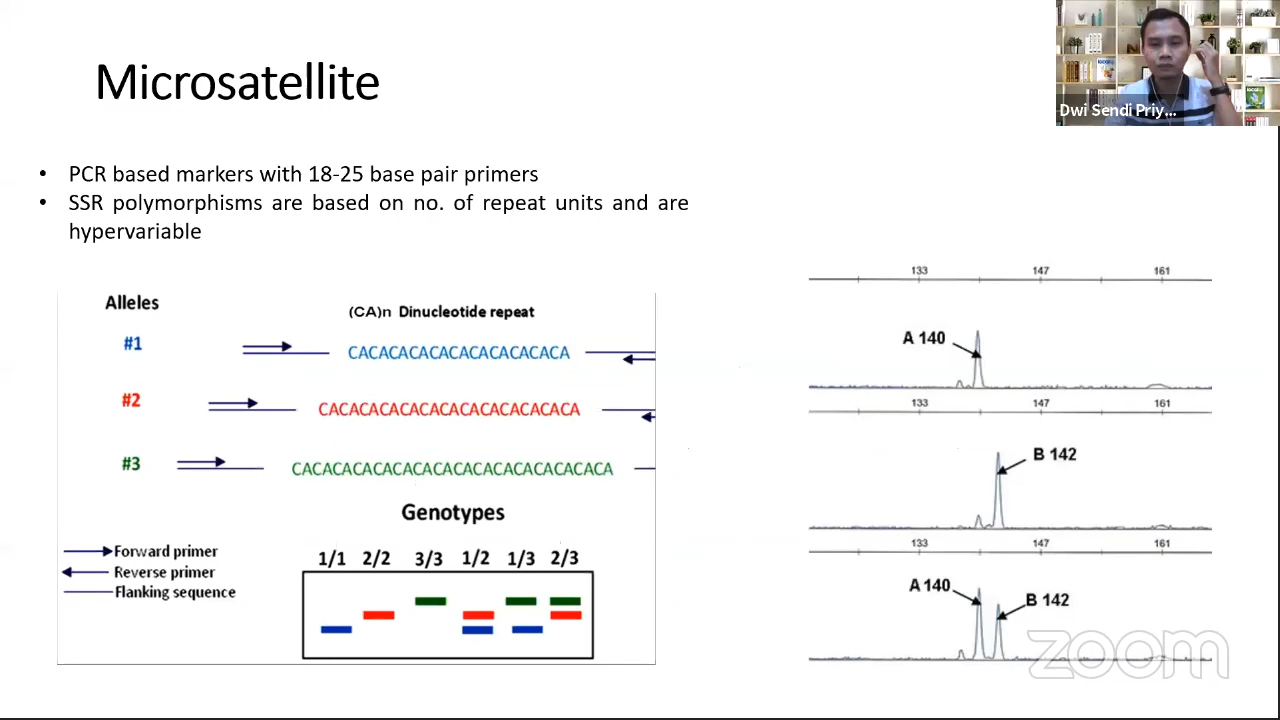 Microsatellite
Dwi Sendi Priy...
• PCR based markers with 18-25 base pair primers
• SSR polymorphisms are based on no. of repeat units and are
hypervariable
Alleles
(CA)n Dinucleotide repeat
#1
CACACACACACACACACACACA
#2
CACACACACACACACACACACACACA
#3
CACACACACACACACACACACACACACACACA
Genotypes
Forward primer
Reverse primer
Flanking sequence
1/1 2/2 3/3 1/2 1/3 2/3
133 147 161
A 140
133 147 161
B 142
133 147 161
A 140
B 142
zoom